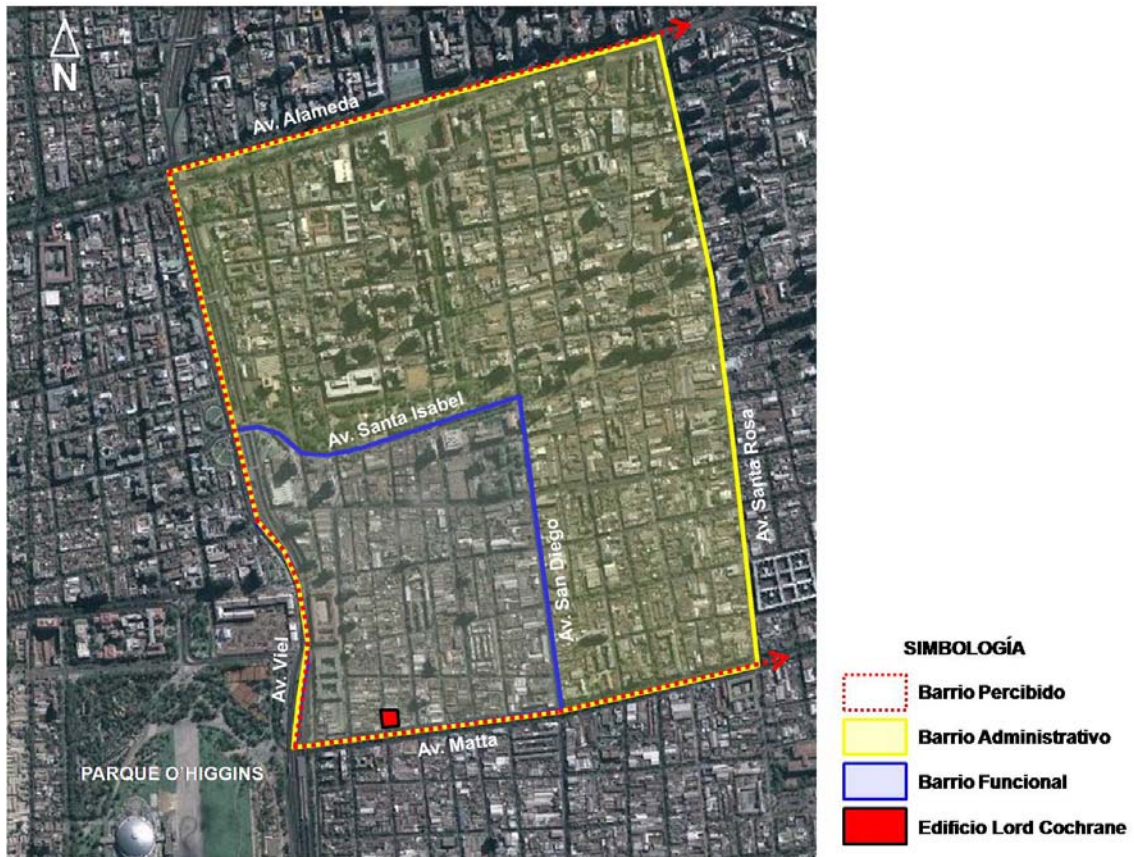 N
Av. Alameda
Av. Santa Isabel
Av. San Diego
Av. Santa Rosa
Av. Viel
Av. Matta
PARQUE O'HIGGINS
SIMBOLOGÍA
Barrio Percibido
Barrio Administrativo
Barrio Funcional
Edificio Lord Cochrane